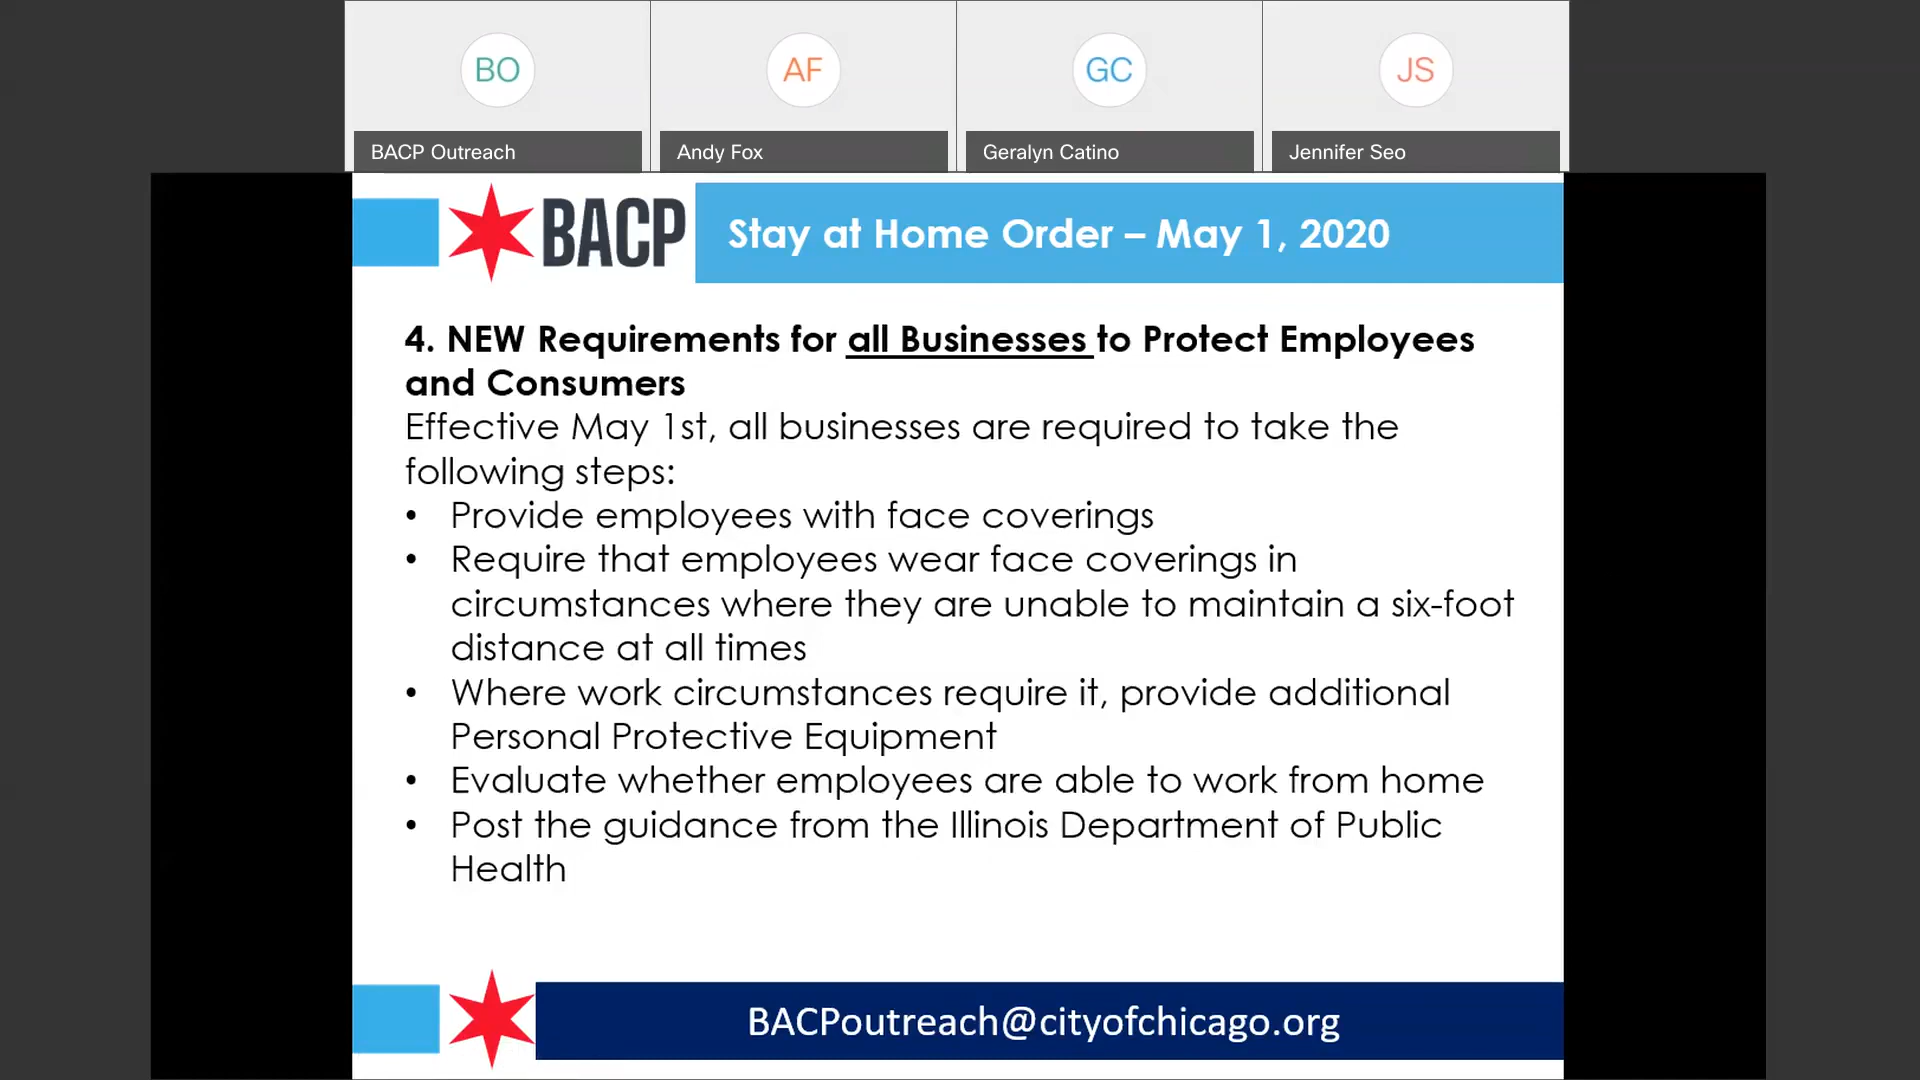 BO
AF
GC
JS
BACP Outreach
Andy Fox
Geralyn Catino
Jennifer Seo
BACP
Stay at Home Order – May 1, 2020
4. NEW Requirements for all Businesses to Protect Employees
and Consumers
Effective May 1st, all businesses are required to take the
following steps:
• Provide employees with face coverings
• Require that employees wear face coverings in
circumstances where they are unable to maintain a six-foot
distance at all times
• Where work circumstances require it, provide additional
Personal Protective Equipment
• Evaluate whether employees are able to work from home
• Post the guidance from the Illinois Department of Public
Health
BACPoutreach@cityofchicago.org